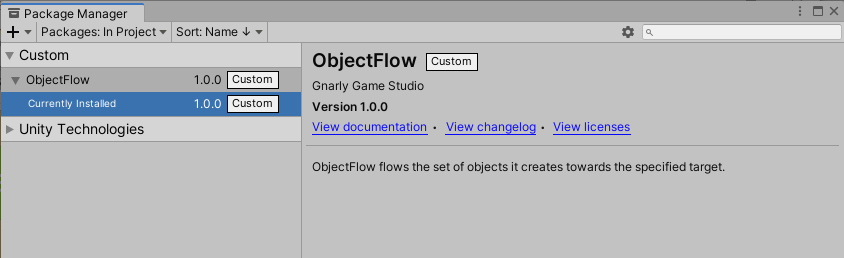 Package Manager
+ Packages: In Project Sort: Name ↓
Custom
ObjectFlow 1.0.0 Custom
Currently Installed 1.0.0 Custom
Unity Technologies
ObjectFlow Custom
Gnarly Game Studio
Version 1.0.0
View documentation • View changelog • View licenses
ObjectFlow flows the set of objects it creates towards the specified target.